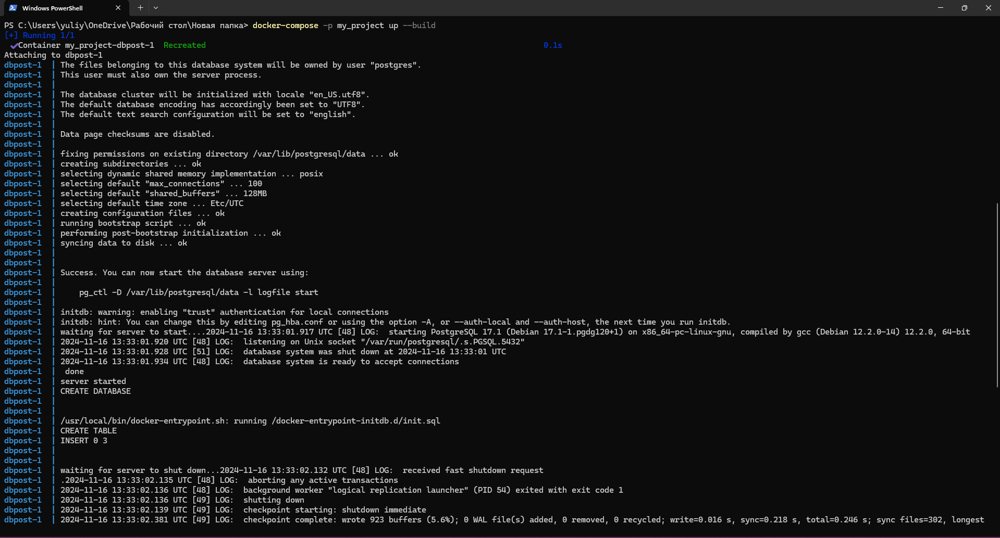 Windows PowerShell
PS C:\Users\yuliy\OneDrive\Рабочий стол\Новая папка> docker-compose -p my_project up --build
[+] Running 1/1
✔Container my_project-dbpost-1  Recreated 0.1s
Attaching to dbpost-1
dbpost-1  | The files belonging to this database system will be owned by user "postgres".
dbpost-1  | This user must also own the server process.
dbpost-1  |
dbpost-1  | The database cluster will be initialized with locale "en_US.utf8".
dbpost-1  | The default database encoding has accordingly been set to "UTF8".
dbpost-1  | The default text search configuration will be set to "english".
dbpost-1  |
dbpost-1  | Data page checksums are disabled.
dbpost-1  |
dbpost-1  | fixing permissions on existing directory /var/lib/postgresql/data ... ok
dbpost-1  | creating subdirectories ... ok
dbpost-1  | selecting dynamic shared memory implementation ... posix
dbpost-1  | selecting default "max_connections" ... 100
dbpost-1  | selecting default "shared_buffers" ... 128MB
dbpost-1  | selecting default time zone ... Etc/UTC
dbpost-1  | creating configuration files ... ok
dbpost-1  | running bootstrap script ... ok
dbpost-1  | performing post-bootstrap initialization ... ok
dbpost-1  | syncing data to disk ... ok
dbpost-1  |
dbpost-1  |
dbpost-1  | Success. You can now start the database server using:
dbpost-1  |
dbpost-1  |     pg_ctl -D /var/lib/postgresql/data -l logfile start
dbpost-1  |
dbpost-1  | initdb: warning: enabling "trust" authentication for local connections
dbpost-1  | initdb: hint: You can change this by editing pg_hba.conf or using the option -A, or --auth-local and --auth-host, the next time you run initdb.
dbpost-1  | waiting for server to start....2024-11-16 13:33:01.917 UTC [48] LOG:  starting PostgreSQL 17.1 (Debian 17.1-1.pgdg120+1) on x86_64-pc-linux-gnu, compiled by gcc (Debian 12.2.0-14) 12.2.0, 64-bit
dbpost-1  | 2024-11-16 13:33:01.920 UTC [48] LOG:  listening on Unix socket "/var/run/postgresql/.s.PGSQL.5432"
dbpost-1  | 2024-11-16 13:33:01.928 UTC [51] LOG:  database system was shut down at 2024-11-16 13:33:01 UTC
dbpost-1  | 2024-11-16 13:33:01.934 UTC [48] LOG:  database system is ready to accept connections
dbpost-1  |  done
dbpost-1  | server started
dbpost-1  | CREATE DATABASE
dbpost-1  |
dbpost-1  |
dbpost-1  | /usr/local/bin/docker-entrypoint.sh: running /docker-entrypoint-initdb.d/init.sql
dbpost-1  | CREATE TABLE
dbpost-1  | INSERT 0 3
dbpost-1  |
dbpost-1  |
dbpost-1  | waiting for server to shut down...2024-11-16 13:33:02.132 UTC [48] LOG:  received fast shutdown request
dbpost-1  | .2024-11-16 13:33:02.135 UTC [48] LOG:  aborting any active transactions
dbpost-1  | 2024-11-16 13:33:02.136 UTC [48] LOG:  background worker "logical replication launcher" (PID 54) exited with exit code 1
dbpost-1  | 2024-11-16 13:33:02.136 UTC [49] LOG:  shutting down
dbpost-1  | 2024-11-16 13:33:02.139 UTC [49] LOG:  checkpoint starting: shutdown immediate
dbpost-1  | 2024-11-16 13:33:02.381 UTC [49] LOG:  checkpoint complete: wrote 923 buffers (5.6%); 0 WAL file(s) added, 0 removed, 0 recycled; write=0.016 s, sync=0.218 s, total=0.246 s; sync files=302, longest